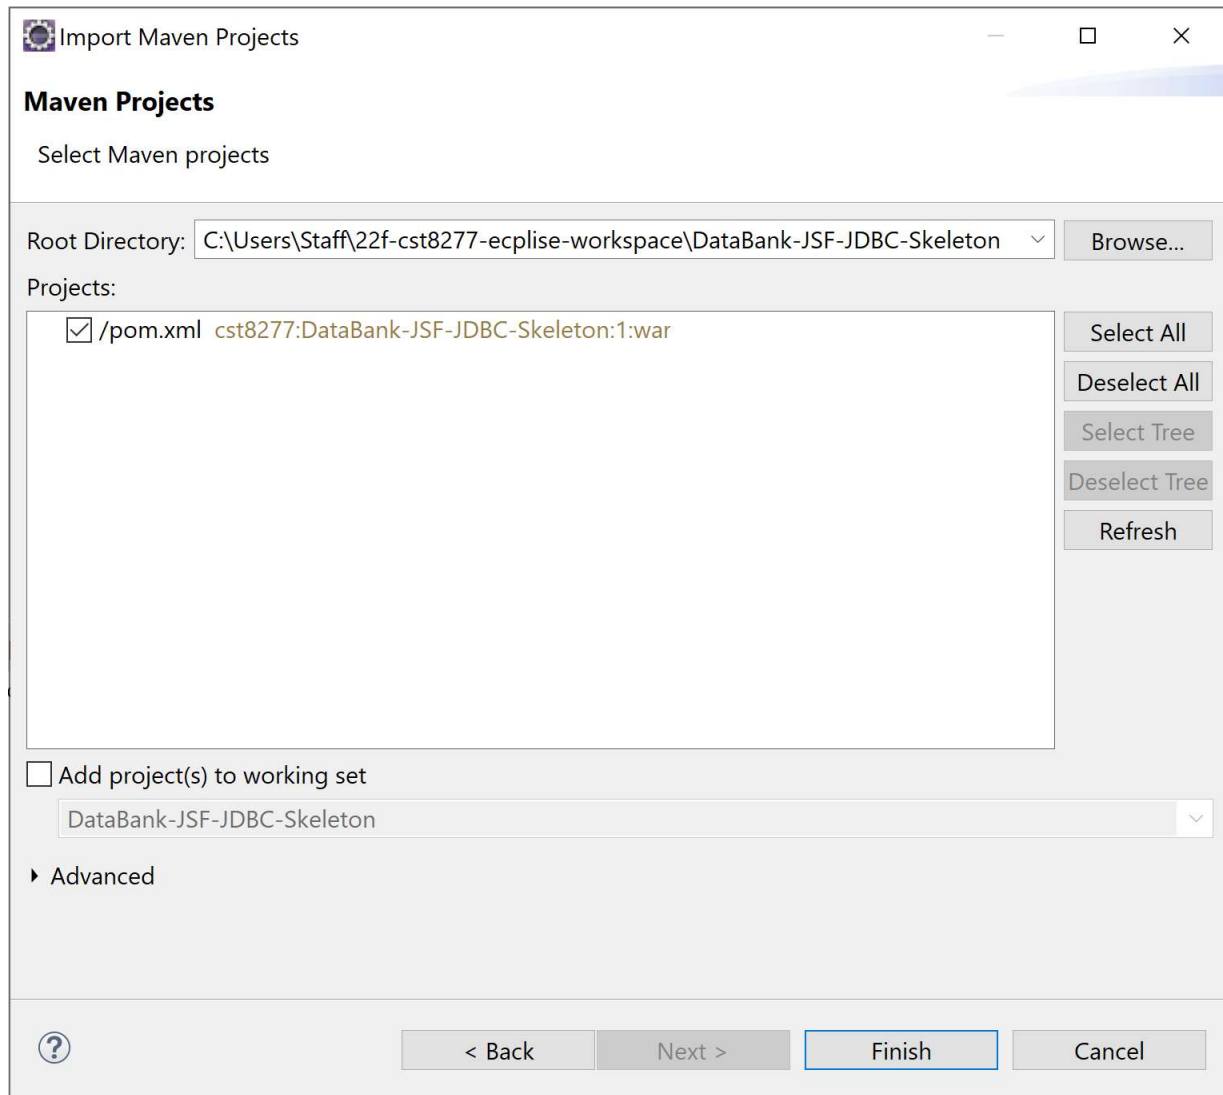 Import Maven Projects
Maven Projects
Select Maven projects
Root Directory: C:\Users\Staff\22f-cst8277-ecplise-workspace\DataBank-JSF-JDBC-Skeleton Browse...
Projects:
/pom.xml cst8277:DataBank-JSF-JDBC-Skeleton:1:war
Select All
Deselect All
Select Tree
Deselect Tree
Refresh
Add project(s) to working set
DataBank-JSF-JDBC-Skeleton
Advanced
? < Back Next > Finish Cancel